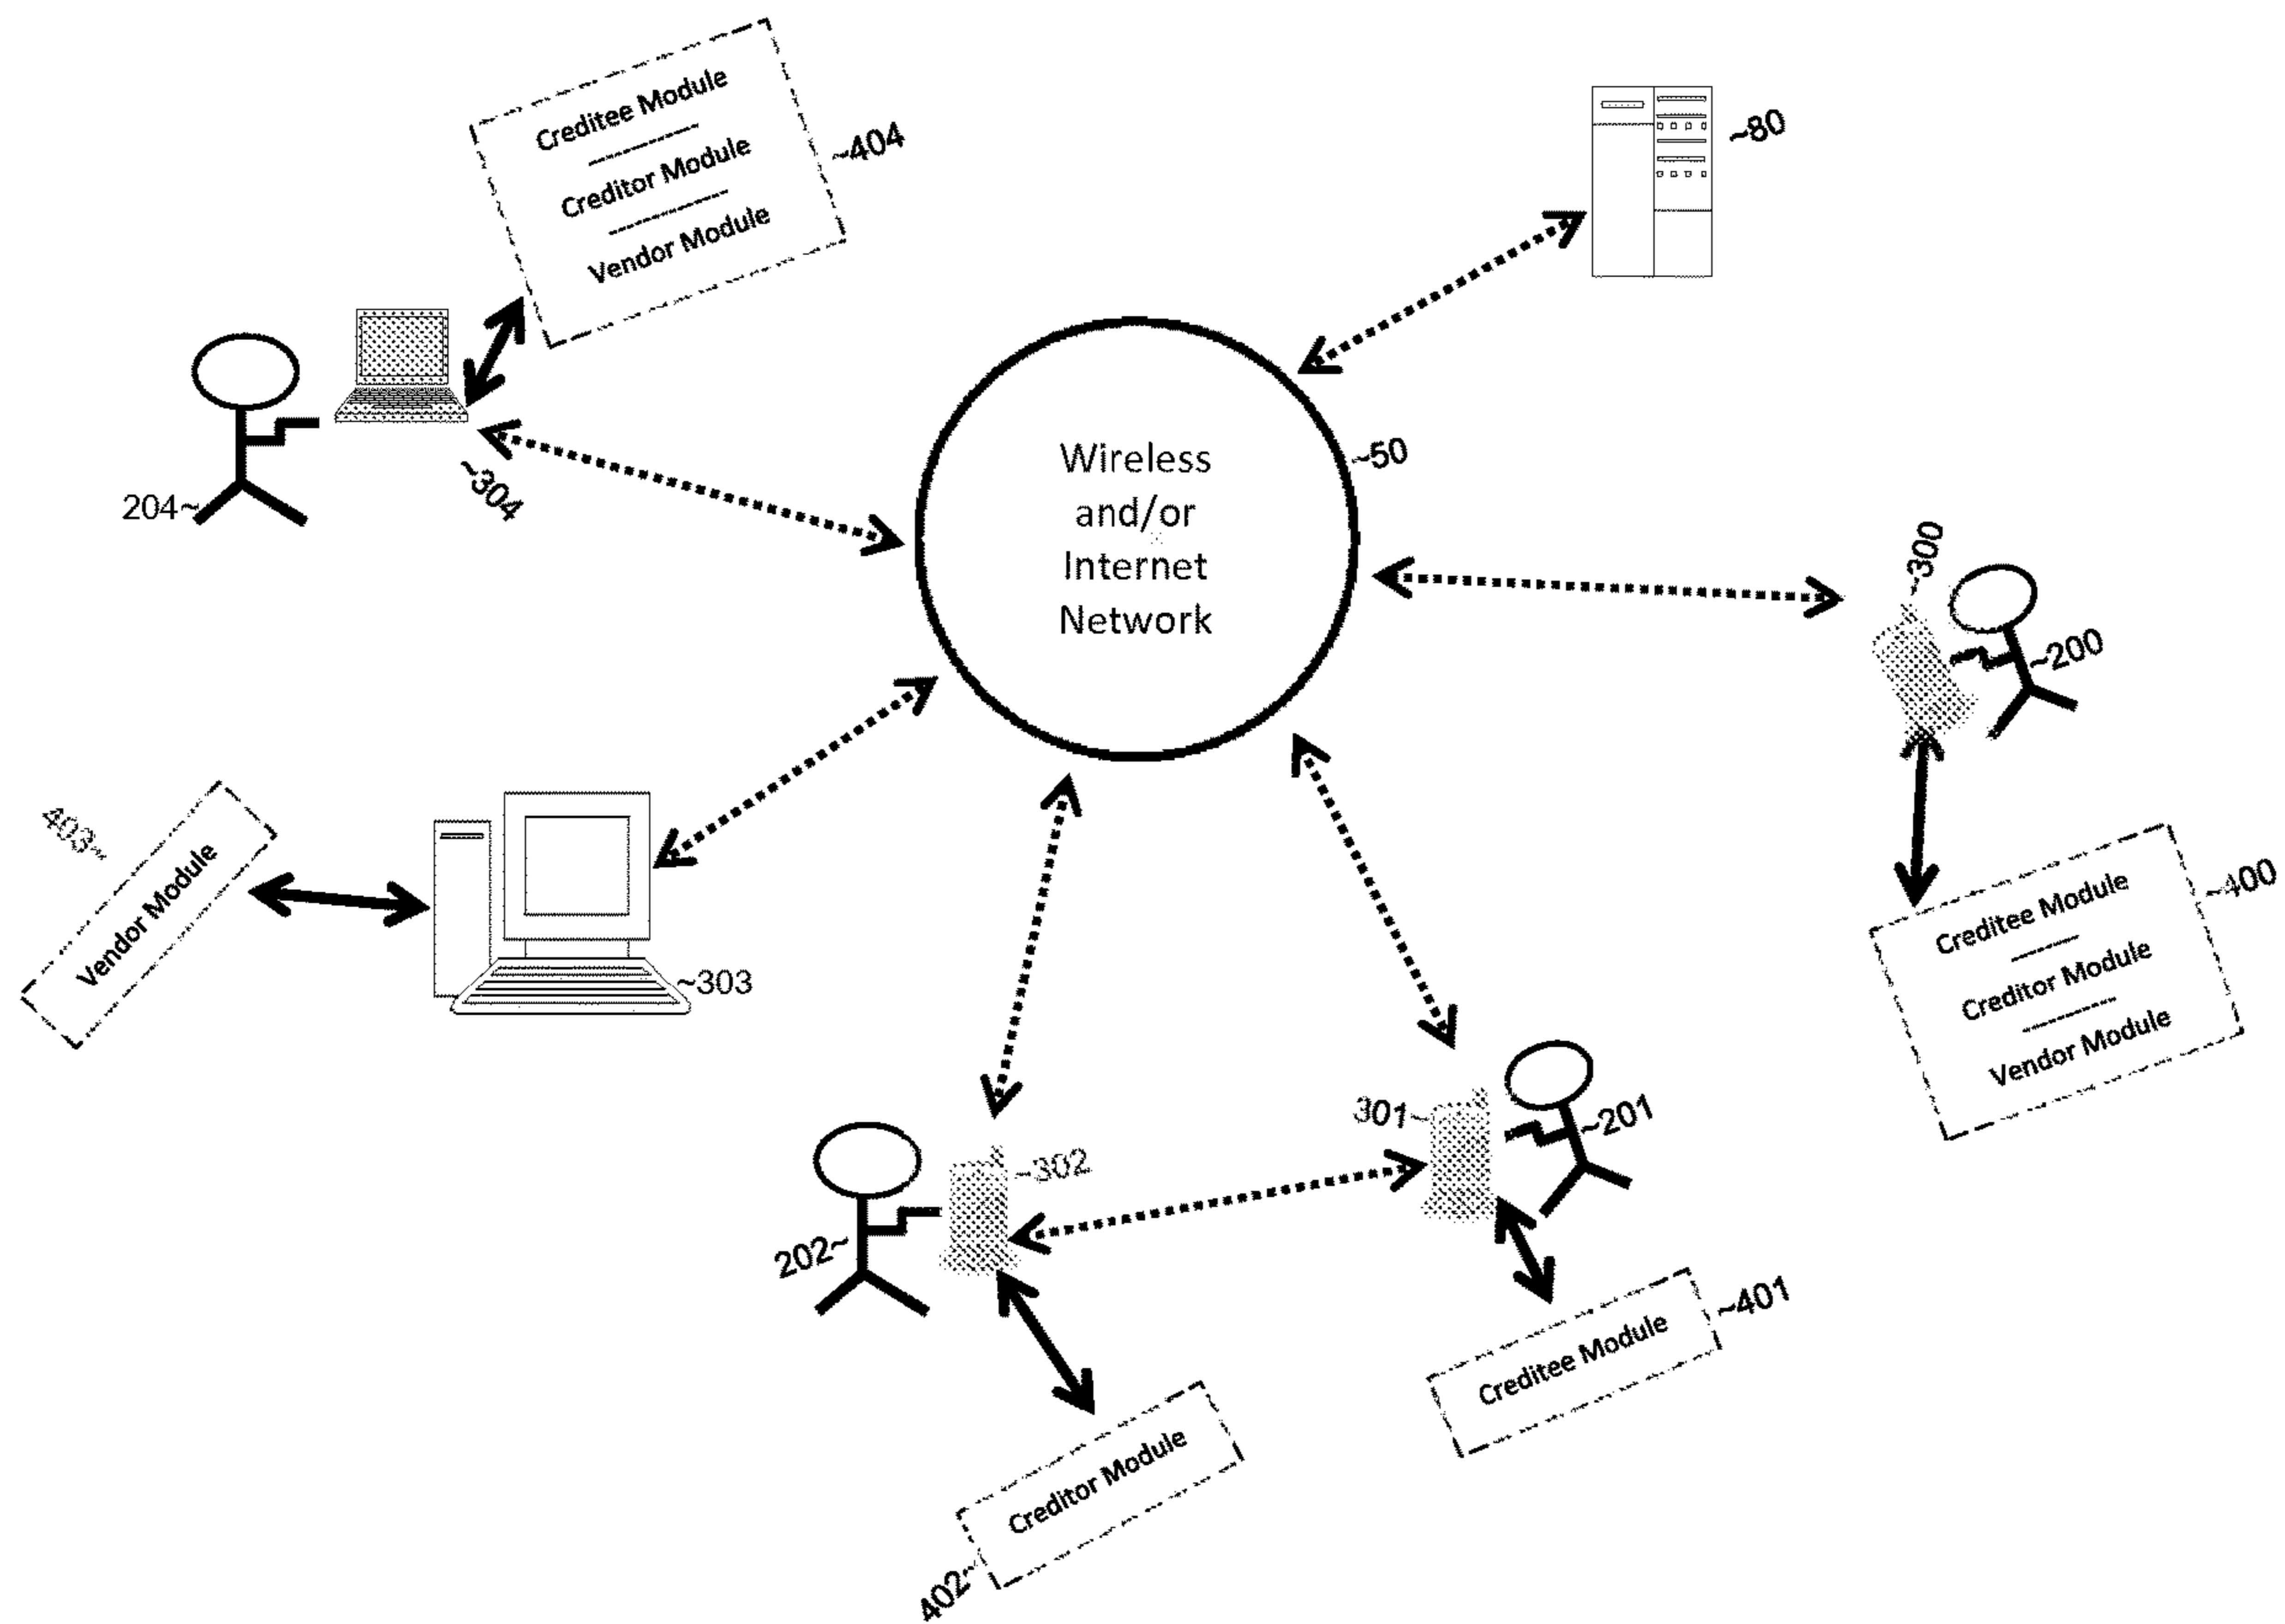 Creditee Module
Creditor Module
Vendor Module
~404
~80
204~
~304
Wireless
and/or
Internet
Network
~50
~300
~200
403~
Vendor Module
~303
~400
Creditee Module
Creditor Module
Vendor Module
202~
~302
301~
~201
~401
Creditee Module
Creditor Module
402~